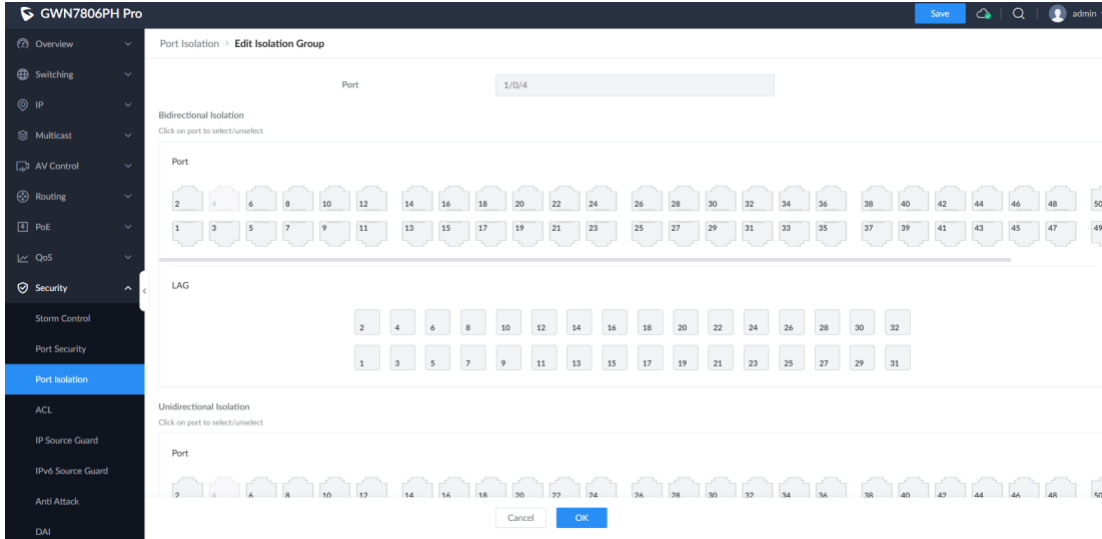 GWN7806PH Pro
Save
admin
Overview
Switching
IP
Multicast
AV Control
Routing
PoE
QoS
Security
Storm Control
Port Security
Port Isolation
ACL
IP Source Guard
IPv6 Source Guard
Anti Attack
DAI
Port Isolation > Edit Isolation Group
Port 1/0/4
Bidirectional Isolation
Click on port to select/unselect
Port
2 4 6 8 10 12 14 16 18 20 22 24 26 28 30 32 34 36 38 40 42 44 46 48 50
1 3 5 7 9 11 13 15 17 19 21 23 25 27 29 31 33 35 37 39 41 43 45 47 49
LAG
2 4 6 8 10 12 14 16 18 20 22 24 26 28 30 32
1 3 5 7 9 11 13 15 17 19 21 23 25 27 29 31
Unidirectional Isolation
Click on port to select/unselect
Port
2 4 6 8 10 12 14 16 18 20 22 24 26 28 30 32 34 36 38 40 42 44 46 48 50
Cancel OK